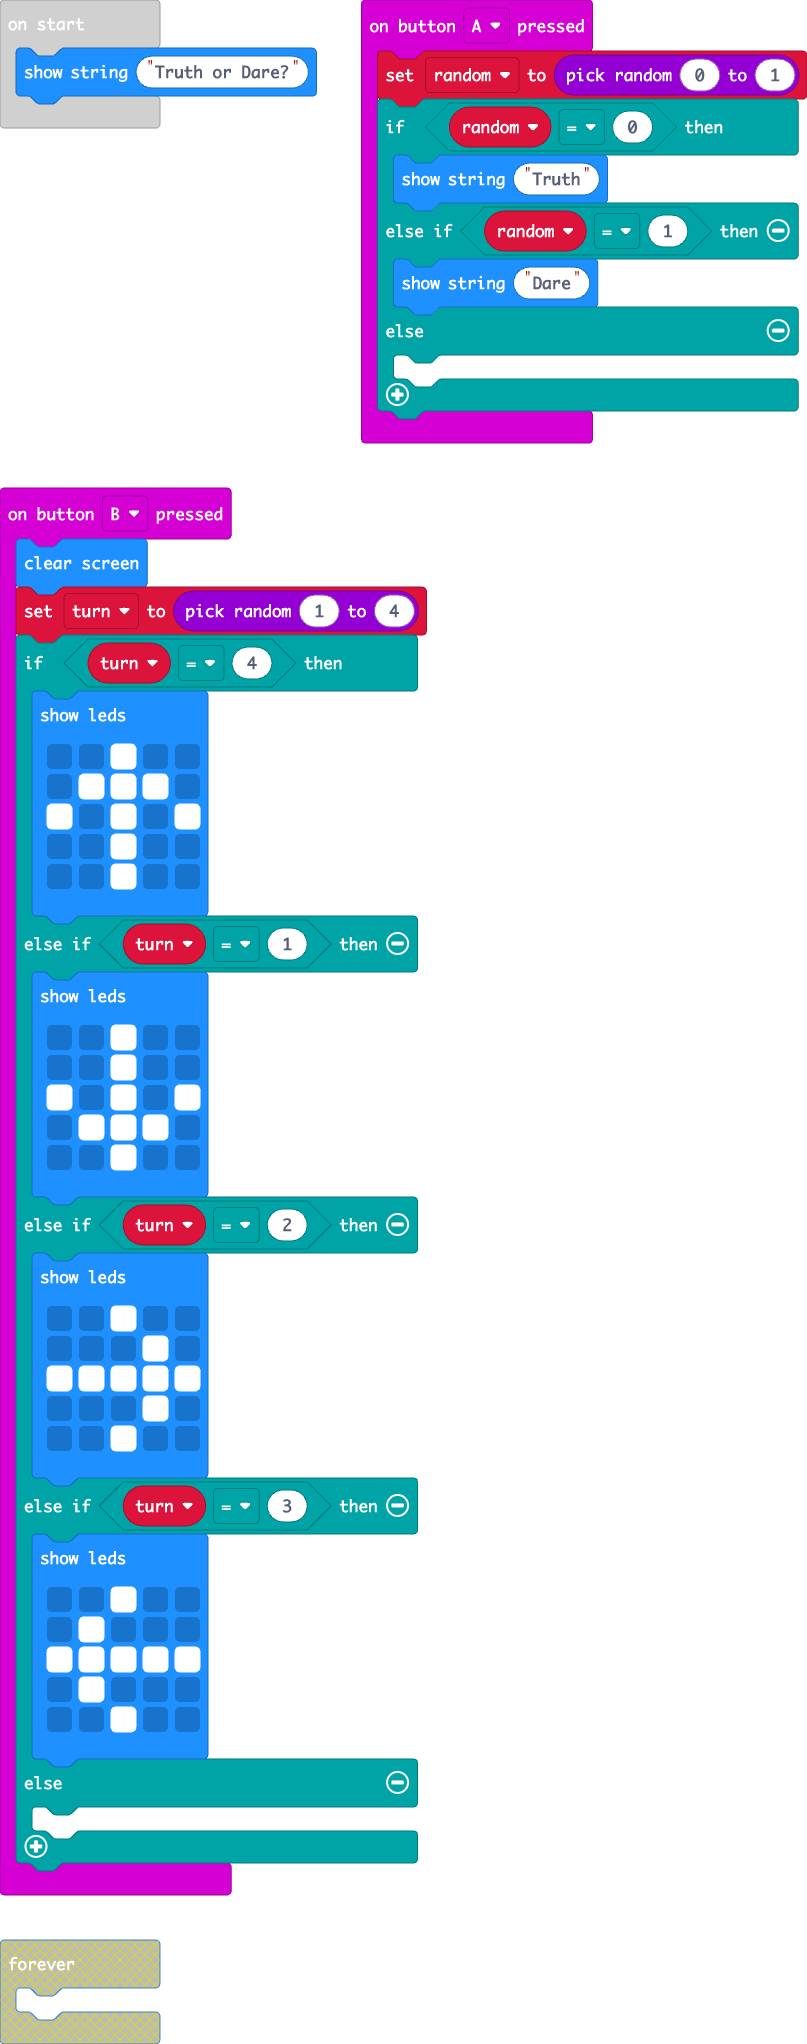 on start
show string "Truth or Dare?"
on button A pressed
set random to pick random 0 to 1
if random = 0 then
show string "Truth"
else if random = 1 then
show string "Dare"
else
on button B pressed
clear screen
set turn to pick random 1 to 4
if turn = 4 then
show leds
else if turn = 1 then
show leds
else if turn = 2 then
show leds
else if turn = 3 then
show leds
else
forever